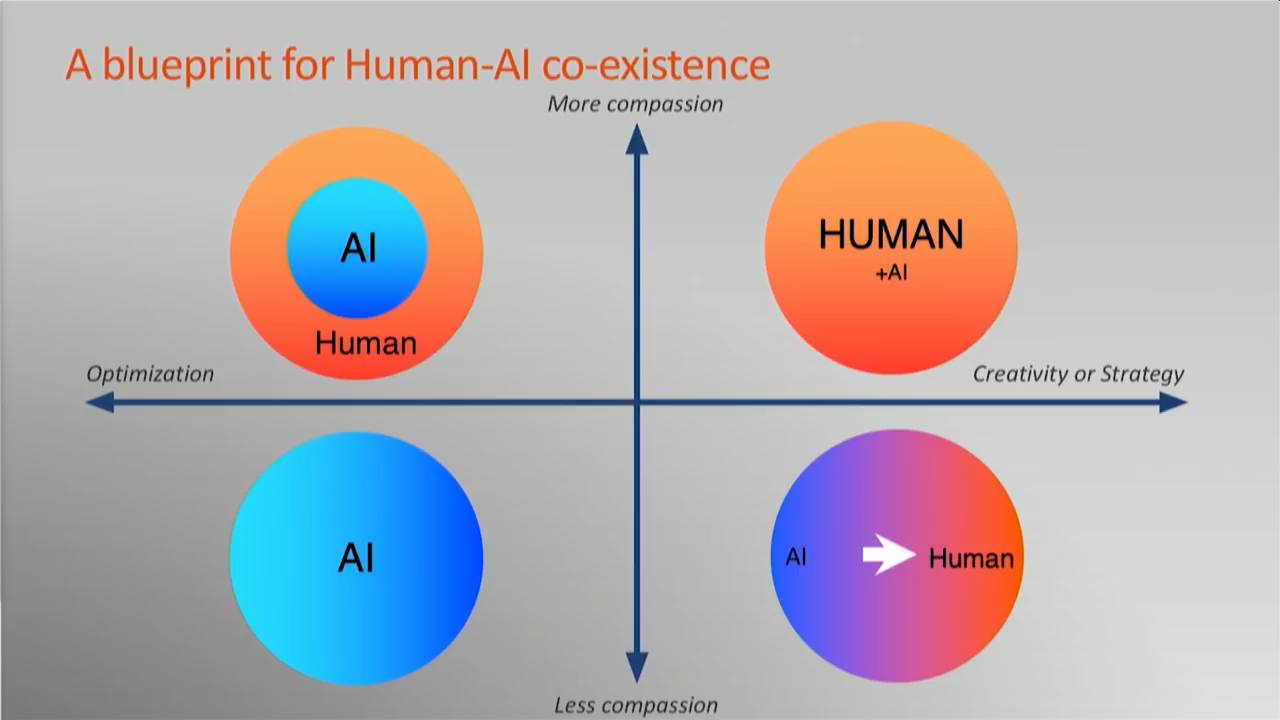 A blueprint for Human-AI co-existence
More compassion
AI
Human
HUMAN
+AI
Optimization
Creativity or Strategy
AI
AI
Human
Less compassion